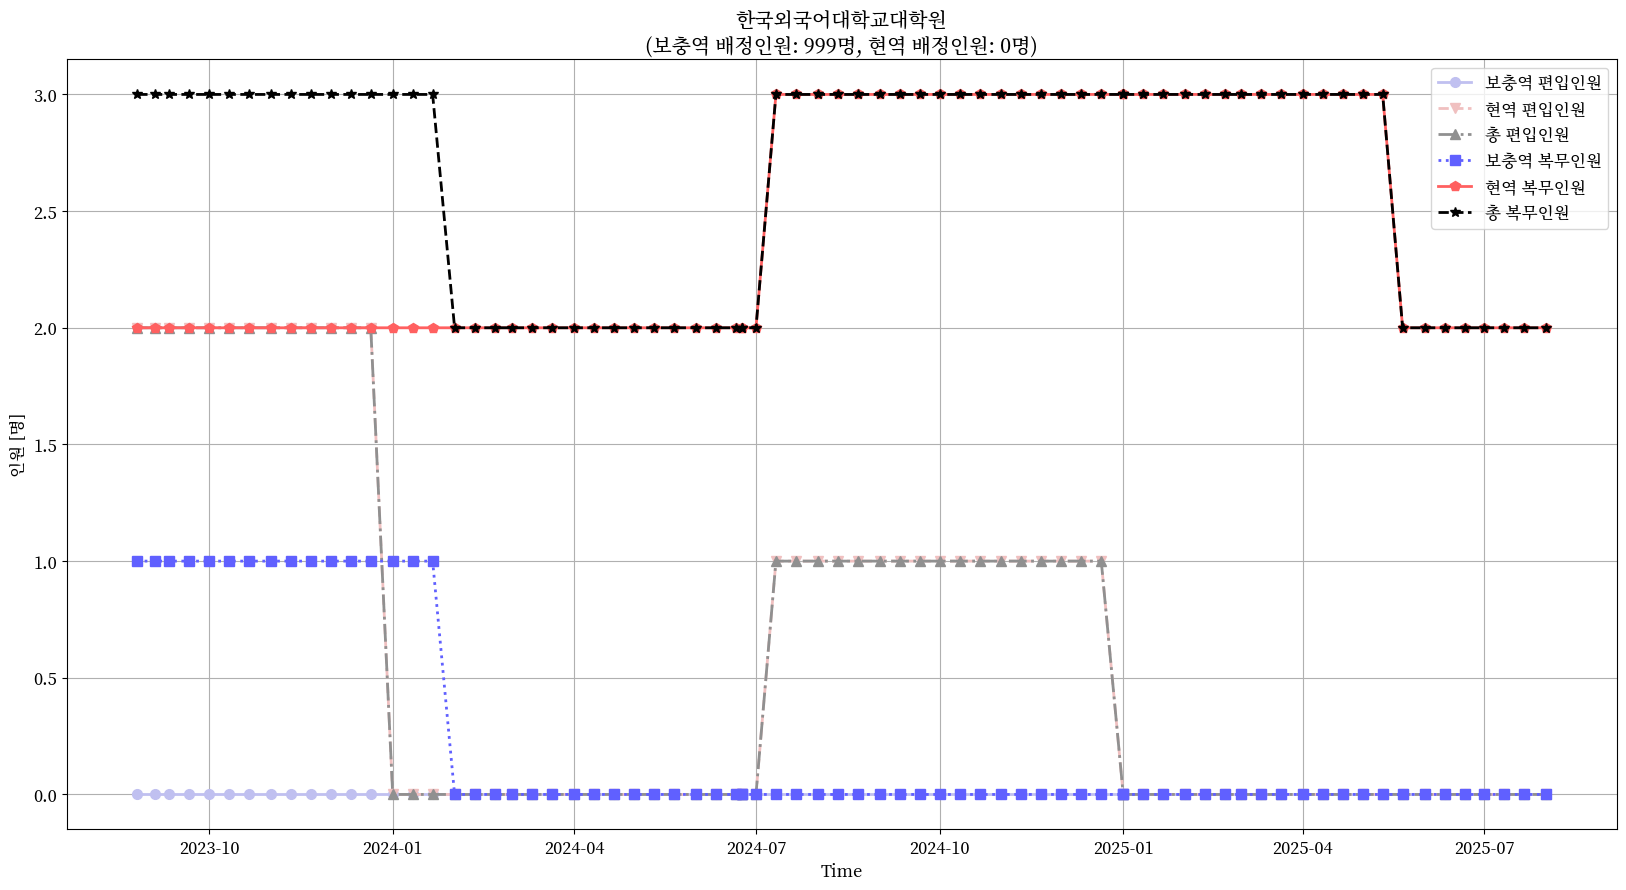 한국외국어대학교대학원
(보충역 배정인원: 999명, 현역 배정인원: 0명)
보충역 편입인원
현역 편입인원
총 편입인원
보충역 복무인원
현역 복무인원
총 복무인원
인원 [명]
3.0
2.5
2.0
1.5
1.0
0.5
0.0
2023-10
2024-01
2024-04
2024-07
2024-10
2025-01
2025-04
2025-07
Time